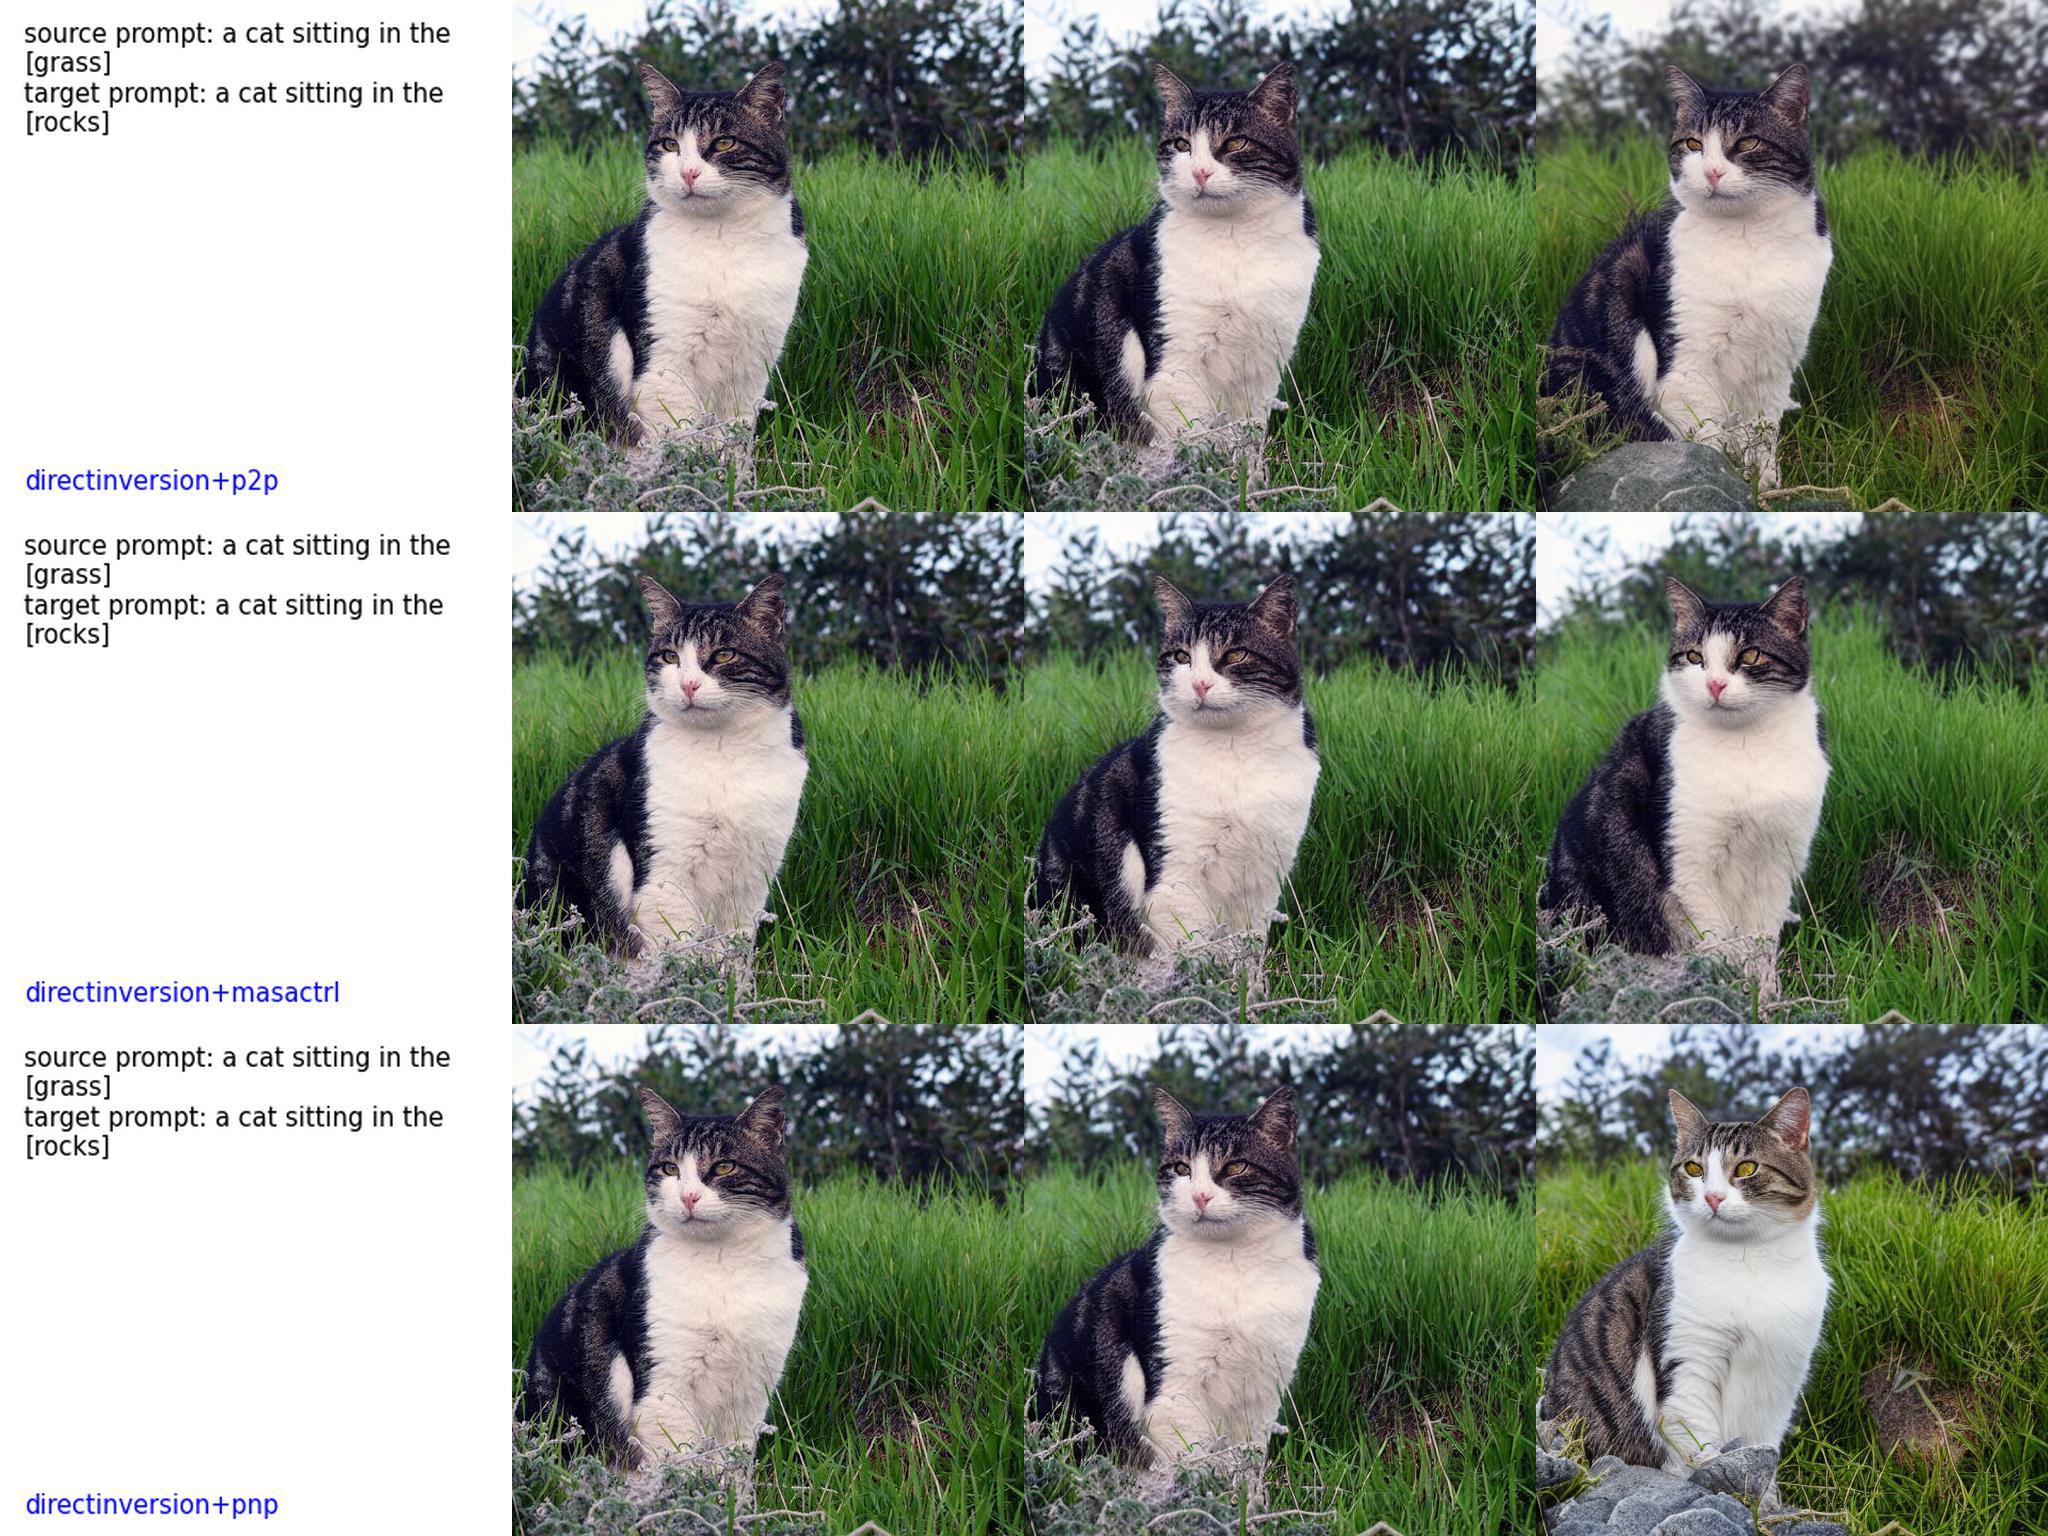 source prompt: a cat sitting in the
[grass]
target prompt: a cat sitting in the
[rocks]
directinversion+p2p
source prompt: a cat sitting in the
[grass]
target prompt: a cat sitting in the
[rocks]
directinversion+masactrl
source prompt: a cat sitting in the
[grass]
target prompt: a cat sitting in the
[rocks]
directinversion+pnp